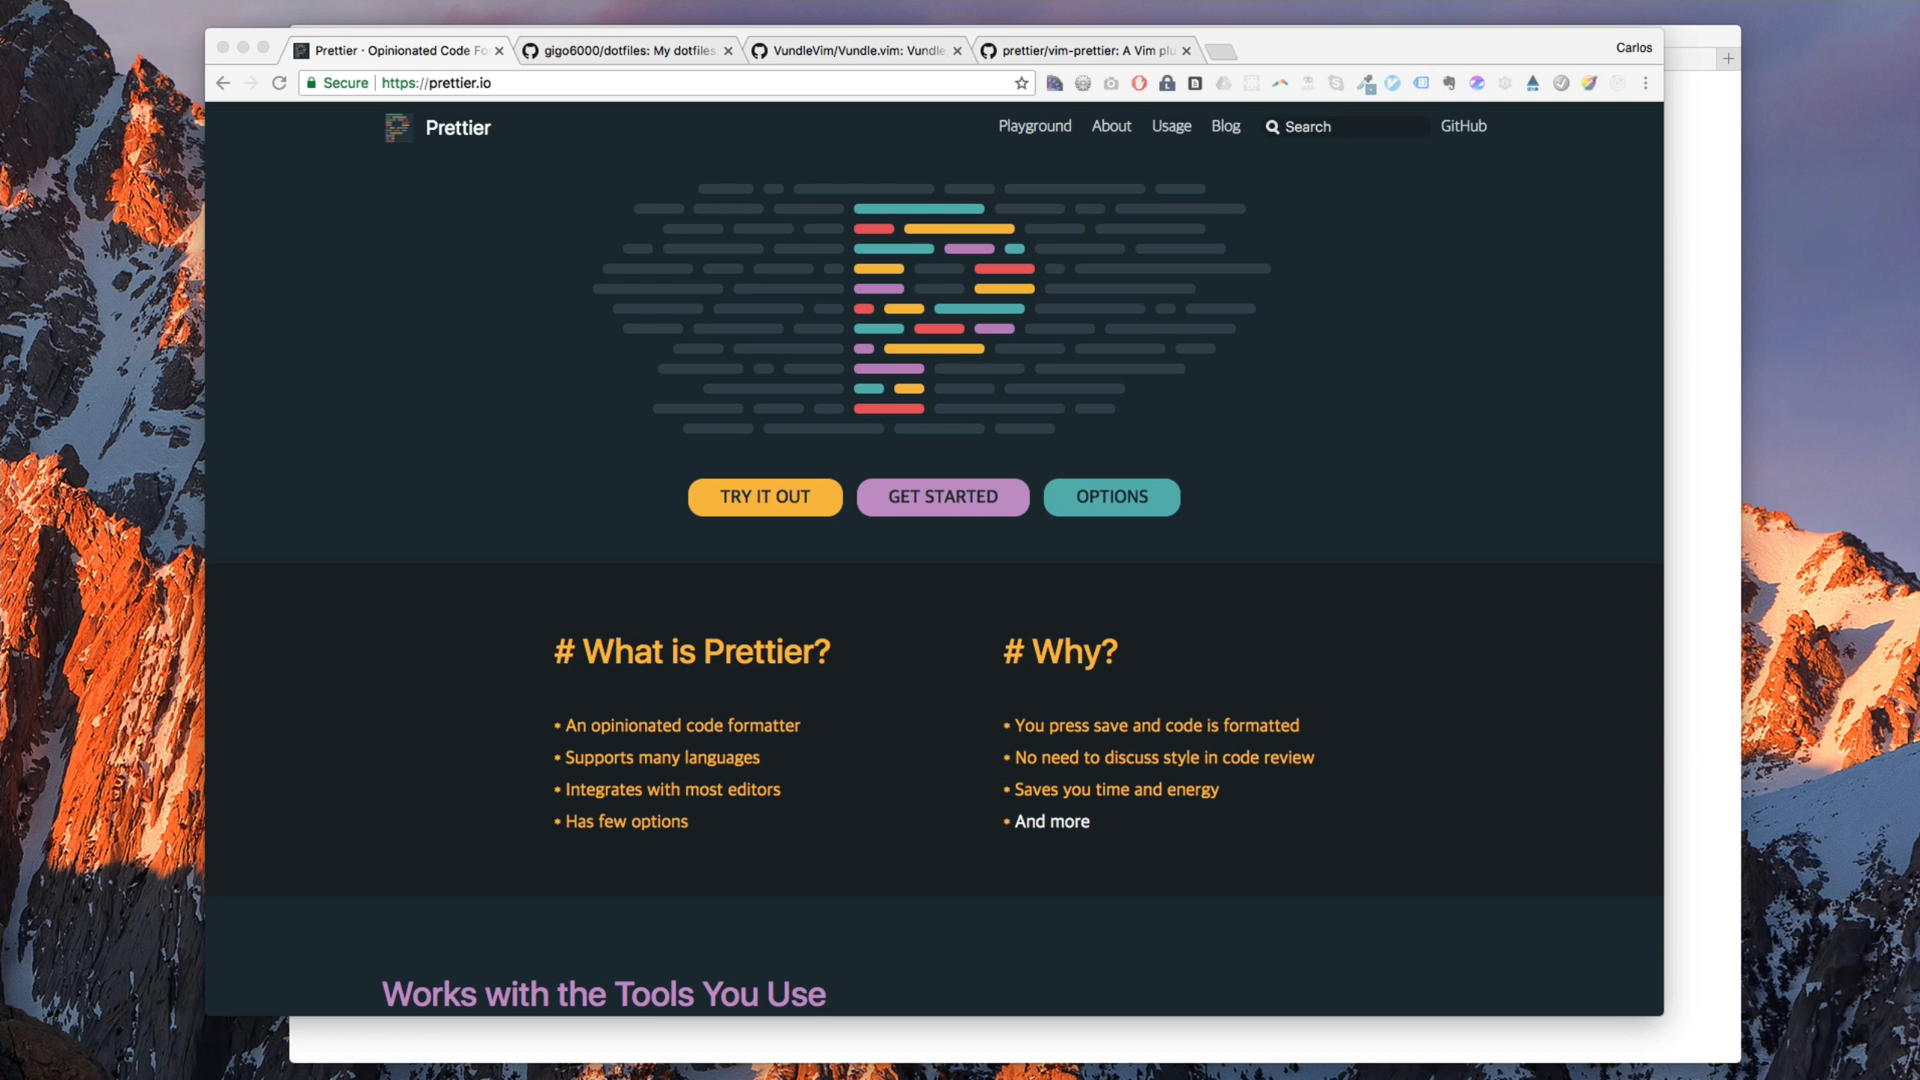 Prettier · Opinionated Code Fo
gigo6000/dotfiles: My dotfiles
VundleVim/Vundle.vim: Vundle
prettier/vim-prettier: A Vim plu
Carlos
Secure
https://prettier.io
Prettier
Playground
About
Usage
Blog
Search
GitHub
TRY IT OUT
GET STARTED
OPTIONS
# What is Prettier?
* An opinionated code formatter
* Supports many languages
* Integrates with most editors
* Has few options
# Why?
* You press save and code is formatted
* No need to discuss style in code review
* Saves you time and energy
* And more
Works with the Tools You Use